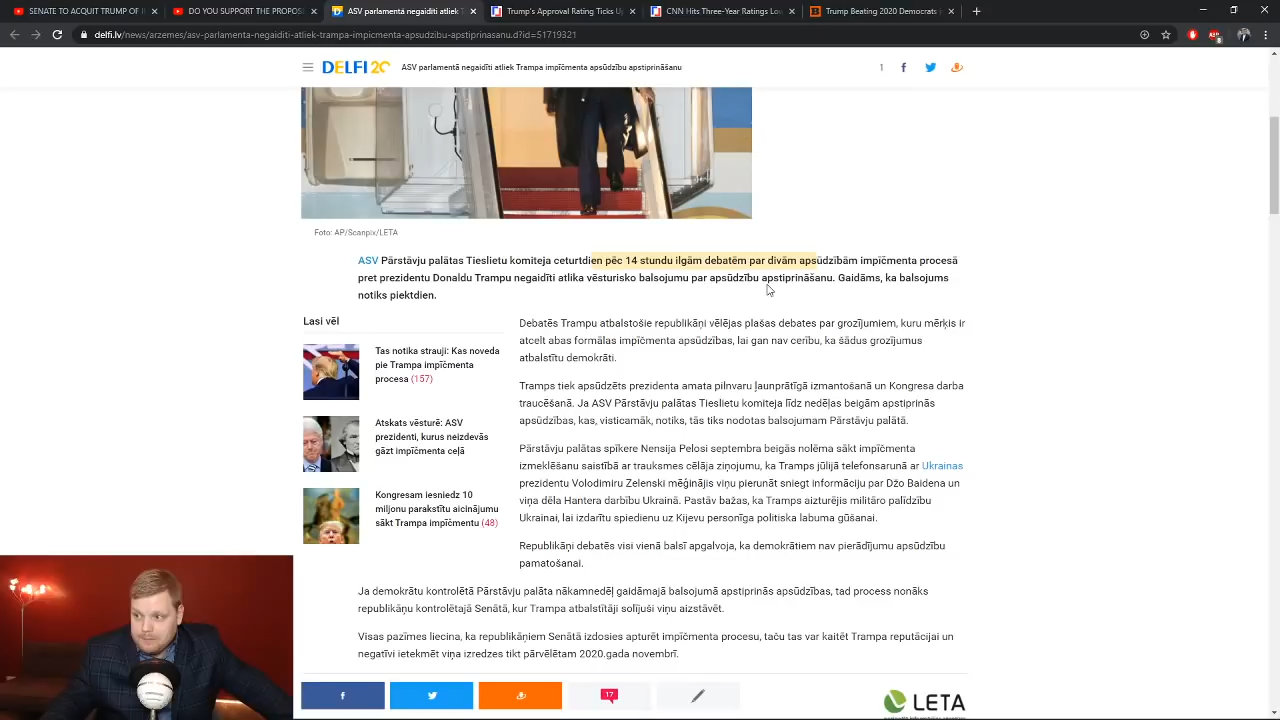 SENATE TO ACQUIT TRUMP OF I
DO YOU SUPPORT THE PROPOS
ASV parlamentā negaidīti atliek T
Trump's Approval Rating Ticks Up
CNN Hits Three-Year Ratings
Trump Beating 2020 Democrats
delfi.lv/news/arzemes/asv-parlamenta-negaiditi-atliek-trampa-impicmenta-apsudzibu-apstiprinasanu.d?id=51719321
DELFI 20
ASV parlamentā negaidīti atliek Trampa impīčmenta apsūdzību apstiprināšanu
1
Foto: AP/Scanpix/LETA
ASV Pārstāvju palātas Tieslietu komiteja ceturtdien pēc 14 stundu ilgām debatēm par divām apsūdzībām impīčmenta procesā
pret prezidentu Donaldu Trampu negaidīti atlika vēsturisko balsojumu par apsūdzību apstiprināšanu. Gaidāms, ka balsojums
notiks piektdien.
Lasi vēl
Tas notika strauji: Kas noveda
pie Trampa impīčmenta
procesa (157)
Atskats vēsturē: ASV
prezidenti, kurus neizdevās
gāzt impīčmenta ceļā
Kongresam iesniedz 10
miljonu parakstītu aicinājumu
sākt Trampa impīčmentu (48)
Debatēs Trampu atbalstošie republikāņi vēlējas plašas debates par grozījumiem, kuru mērķis ir
atcelt abas formālas impīčmenta apsūdzības, lai gan nav cerību, ka šādus grozījumus
atbalstītu demokrāti.
Tramps tiek apsūdzēts prezidenta amata pilnvaru ļaunprātīgā izmantošanā un Kongresa darba
traucēšanā. Ja ASV Pārstāvju palātas Tieslietu komiteja līdz nedēļas beigām apstiprinās
apsūdzības, kas, visticamāk, notiks, tās tiks nodotas balsojumam Pārstāvju palātā.
Pārstāvju palātas spīkere Nensija Pelosi septembra beigās nolēma sākt impīčmenta
izmeklēšanu saistībā ar trauksmes cēlāja ziņojumu, ka Tramps jūlijā telefonsarunā ar Ukrainas
prezidentu Volodimiru Zelenski mēģinājis viņu pierunāt sniegt informāciju par Džo Baidena un
viņa dēla Hantera darbību Ukrainā. Pastāv bažas, ka Tramps aizturējis militāro palīdzību
Ukrainai, lai izdarītu spiedienu uz Kijevu personīga politiska labuma gūšanai.
Republikāņi debatēs visi vienā balsī apgalvoja, ka demokrātiem nav pierādījumu apsūdzību
pamatošanai.
Ja demokrātu kontrolētā Pārstāvju palāta nākamnedēļ gaidāmajā balsojumā apstiprinās apsūdzības, tad process nonāks
republikāņu kontrolētajā Senātā, kur Trampa atbalstītāji solījuši viņu aizstāvēt.
Visas pazīmes liecina, ka republikāņiem Senātā izdosies apturēt impīčmenta procesu, taču tas var kaitēt Trampa reputācijai un
negatīvi ietekmēt viņa izredzes tikt pārvēlētam 2020.gada novembrī.
17
LETA